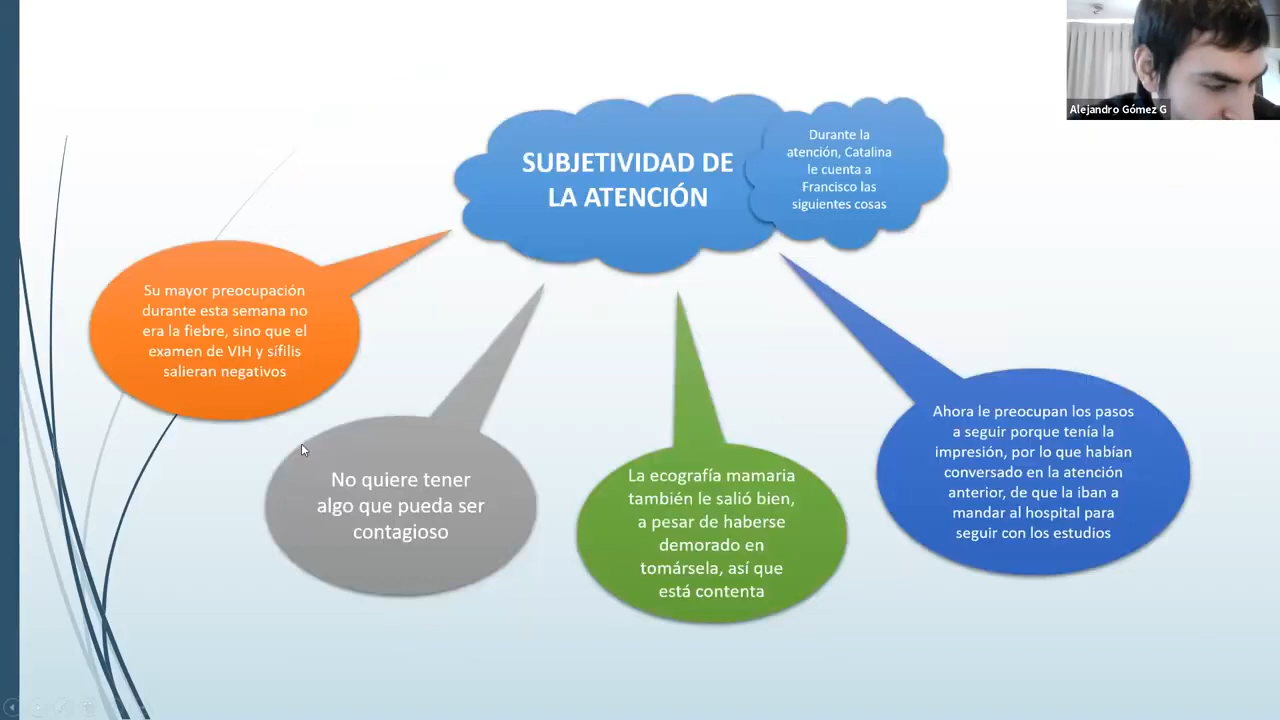 Alejandro Gómez G
SUBJETIVIDAD DE
LA ATENCIÓN
Durante la
atención, Catalina
le cuenta a
Francisco las
siguientes cosas
Su mayor preocupación
durante esta semana no
era la fiebre, sino que el
examen de VIH y sífilis
salieran negativos
No quiere tener
algo que pueda ser
contagioso
La ecografía mamaria
también le salió bien,
a pesar de haberse
demorado en
tomársela, así que
está contenta
Ahora le preocupan los pasos
a seguir porque tenía la
impresión, por lo que habían
conversado en la atención
anterior, de que la iban a
mandar al hospital para
seguir con los estudios